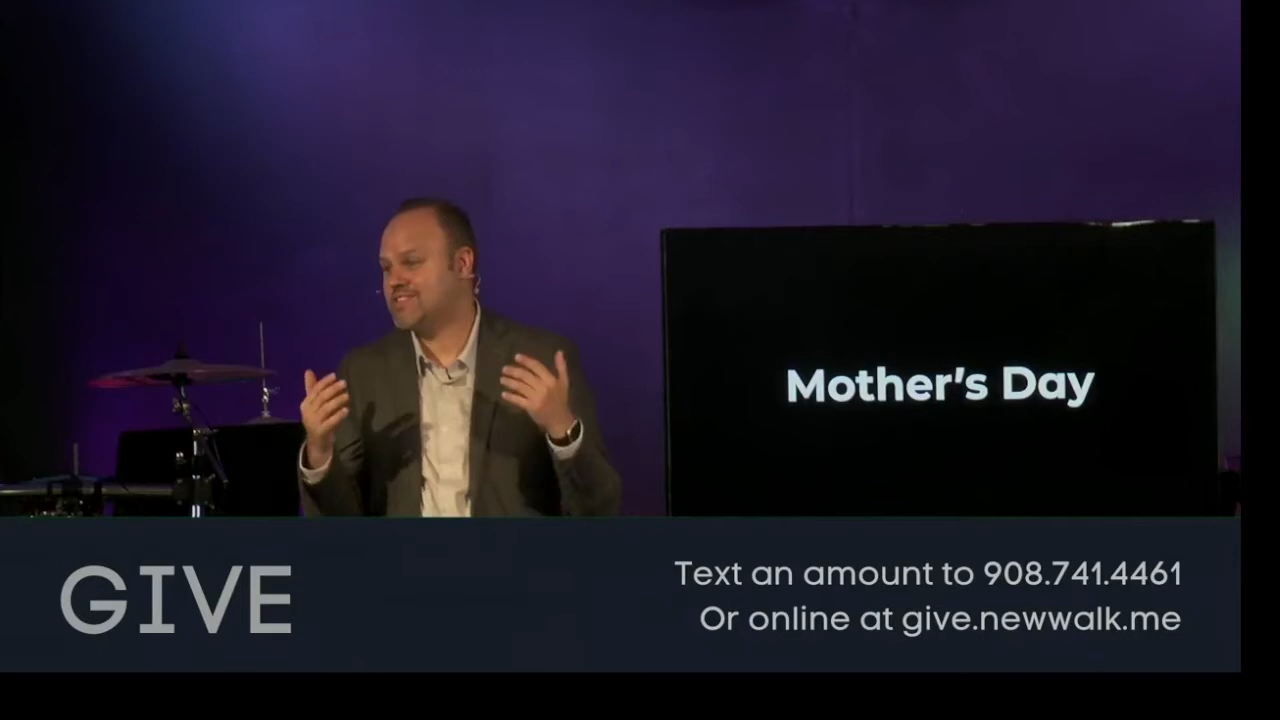 Mother's Day
GIVE
Text an amount to 908.741.4461
Or online at give.newwalk.me